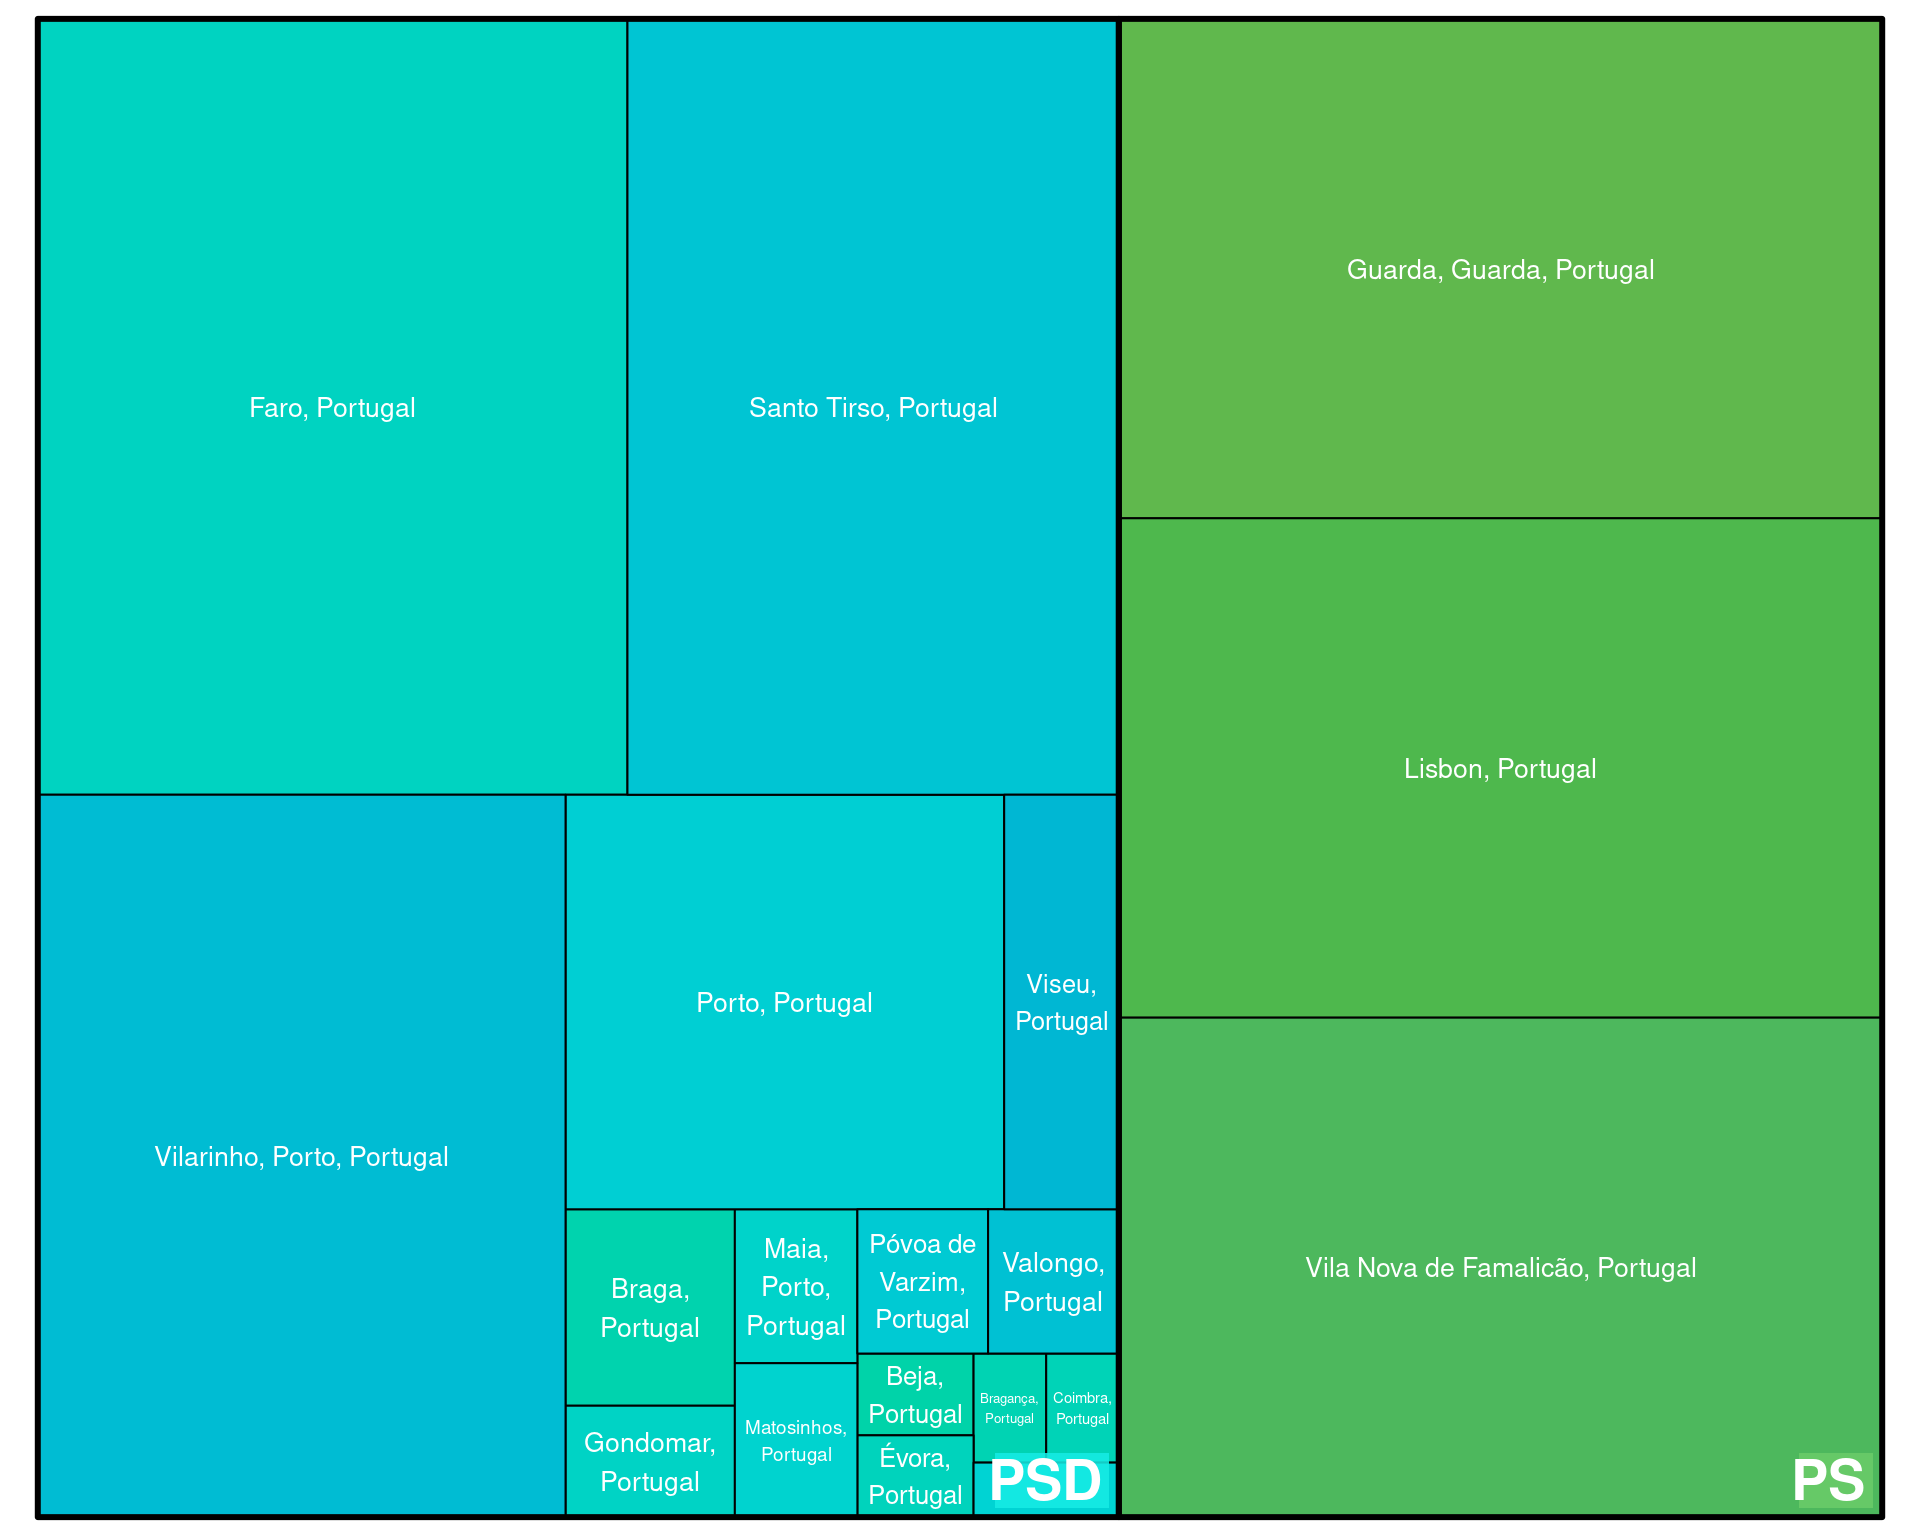 Faro, Portugal
Santo Tirso, Portugal
Guarda, Guarda, Portugal
Lisbon, Portugal
Vila Nova de Famalicão, Portugal
Vilarinho, Porto, Portugal
Porto, Portugal
Viseu,
Portugal
Braga,
Portugal
Maia,
Porto,
Portugal
Póvoa de
Varzim,
Portugal
Valongo,
Portugal
Gondomar,
Portugal
Matosinhos,
Portugal
Beja,
Portugal
Bragança,
Portugal
Coimbra,
Portugal
Évora,
Portugal
PSD
PS